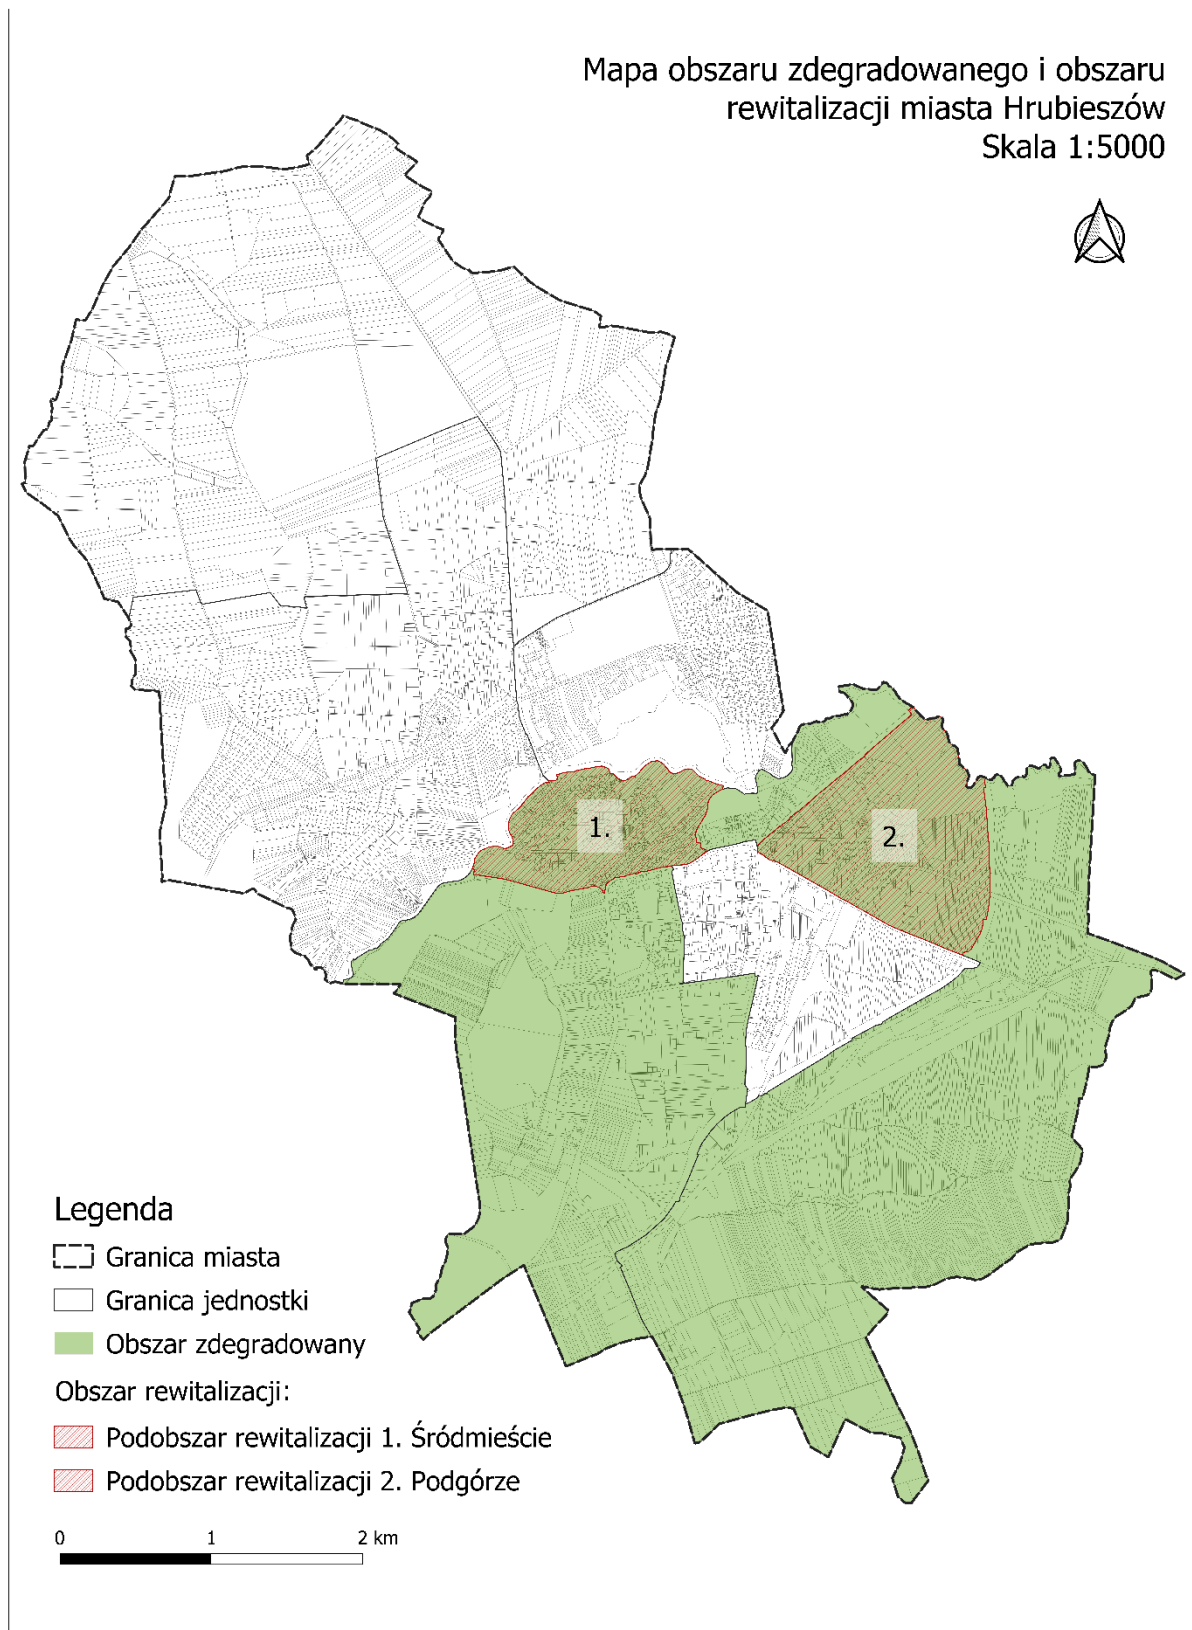 Mapa obszaru zdegradowanego i obszaru
rewitalizacji miasta Hrubieszów
Skala 1:5000
1.
2.
Legenda
Granica miasta
Granica jednostki
Obszar zdegradowany
Obszar rewitalizacji:
Podobszar rewitalizacji 1. Śródmieście
Podobszar rewitalizacji 2. Podgórze
0 1 2 km